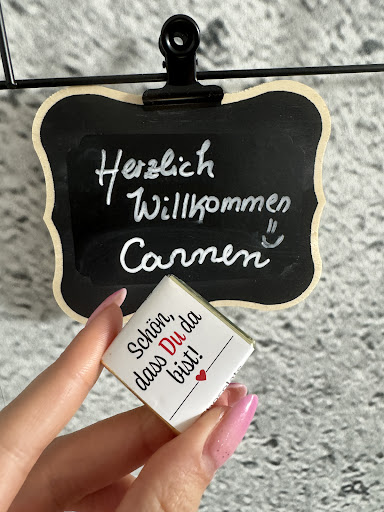 Herzlich
Willkommen
Carmen
Schön,
dass Du da
bist!